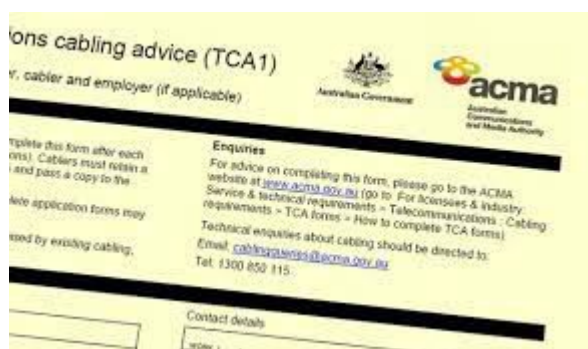 ions cabling advice (TCA1)
r, cabler and employer (if applicable)
Australian Government
acma
Australian
Communications
and Media Authority
mplete this form after each
ons). Cablers must retain a
and pass a copy to the
lete application forms may
ised by existing cabling,
Enquiries
For advice on completing this form, please go to the ACMA
website at www.acma.gov.au (go to For licensees & industry
Service & technical requirements > Telecommunications : Cabling
requirements > TCA forms > How to complete TCA forms)
Technical enquiries about cabling should be directed to:
Email: cablingqueries@acma.gov.au
Tel: 1300 850 115
Contact details